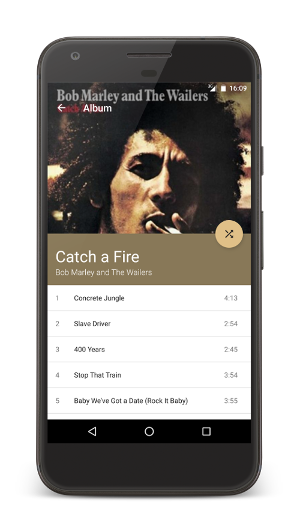 16:09
Bob Marley and The Wailers
Album
Catch a Fire
Bob Marley and The Wailers
1 Concrete Jungle 4:13
2 Slave Driver 2:54
3 400 Years 2:45
4 Stop That Train 3:54
5 Baby We've Got a Date (Rock It Baby) 3:55